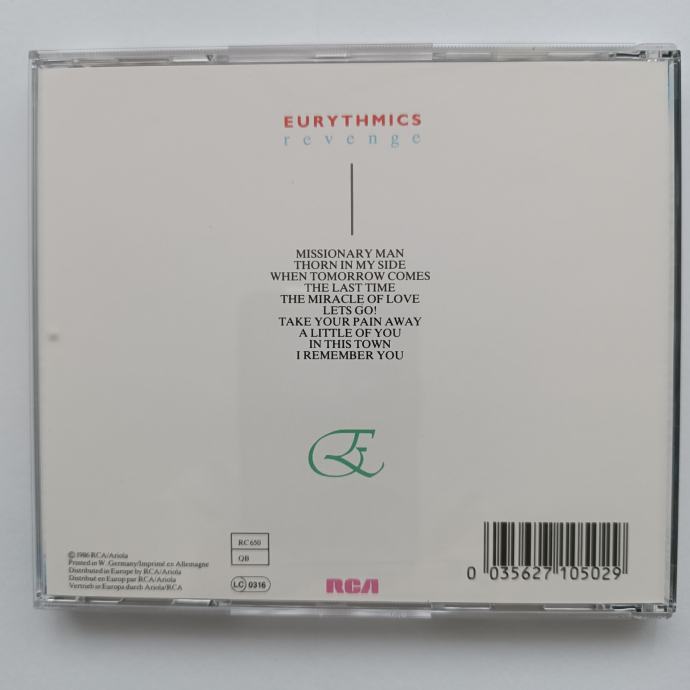 EURYTHMICS
revenge
MISSIONARY MAN
THORN IN MY SIDE
WHEN TOMORROW COMES
THE LAST TIME
THE MIRACLE OF LOVE
LETS GO!
TAKE YOUR PAIN AWAY
A LITTLE OF YOU
IN THIS TOWN
I REMEMBER YOU
©1986 RCA/Ariola
Printed in W. Germany/Imprimé en Allemagne
Distributed in Europe by RCA/Ariola
Distribué en Europ par RCA/Ariola
Vertrieb in Europa durch Ariola/RCA
RC 650
QB
LC 0316
RCA
0 035627 105029